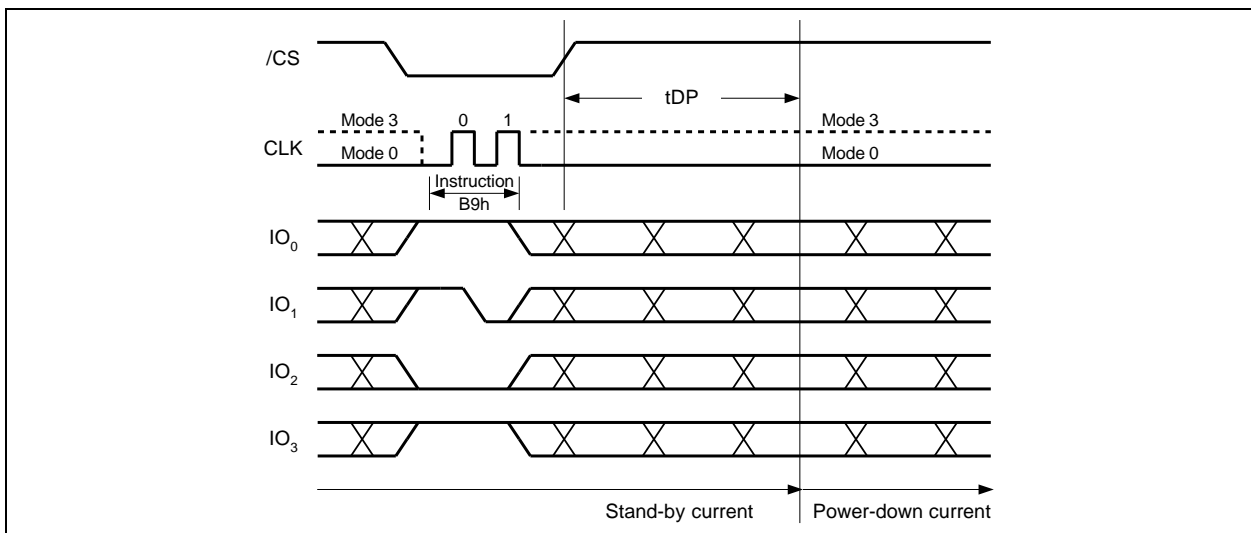 /CS
tDP
Mode 3 0 1 Mode 3
CLK
Mode 0 Mode 0
Instruction
B9h
IO0
IO1
IO2
IO3
Stand-by current Power-down current